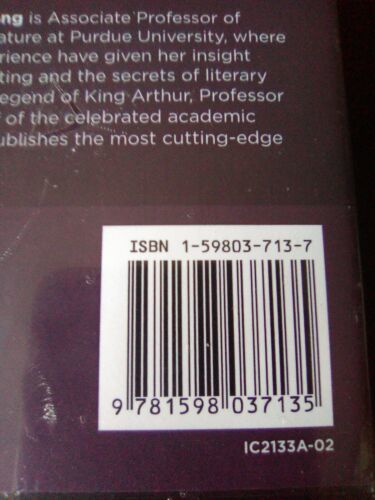 ng is Associate Professor of
ature at Purdue University, where
rience have given her insight
ting and the secrets of literary
egend of King Arthur, Professor
f of the celebrated academic
ublishes the most cutting-edge
ISBN 1-59803-713-7
9 781598 037135
IC2133A-02